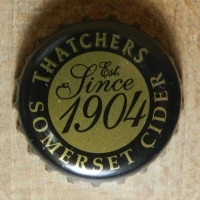 THATCHERS
Est.
Since
1904
SOMERSET CIDER